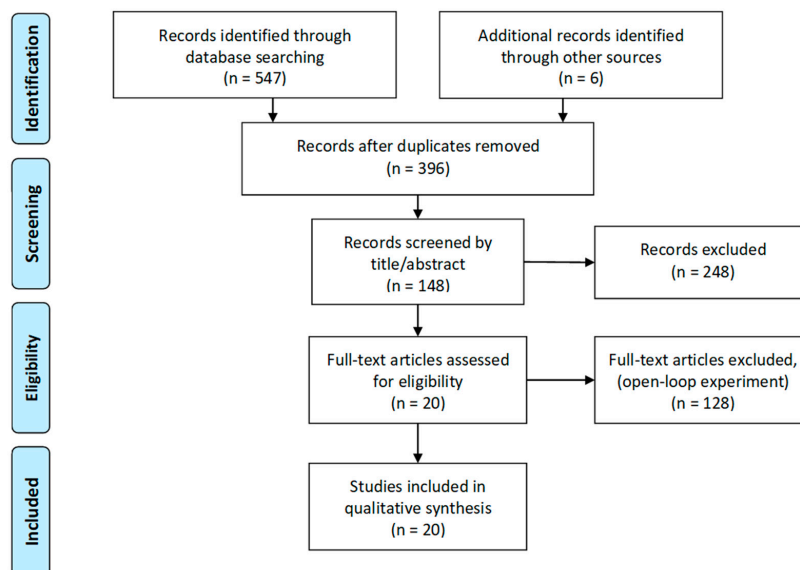 Identification
Records identified through
database searching
(n = 547)
Additional records identified
through other sources
(n = 6)
Records after duplicates removed
(n = 396)
Screening
Records screened by
title/abstract
(n = 148)
Records excluded
(n = 248)
Eligibility
Full-text articles assessed
for eligibility
(n = 20)
Full-text articles excluded,
(open-loop experiment)
(n = 128)
Included
Studies included in
qualitative synthesis
(n = 20)